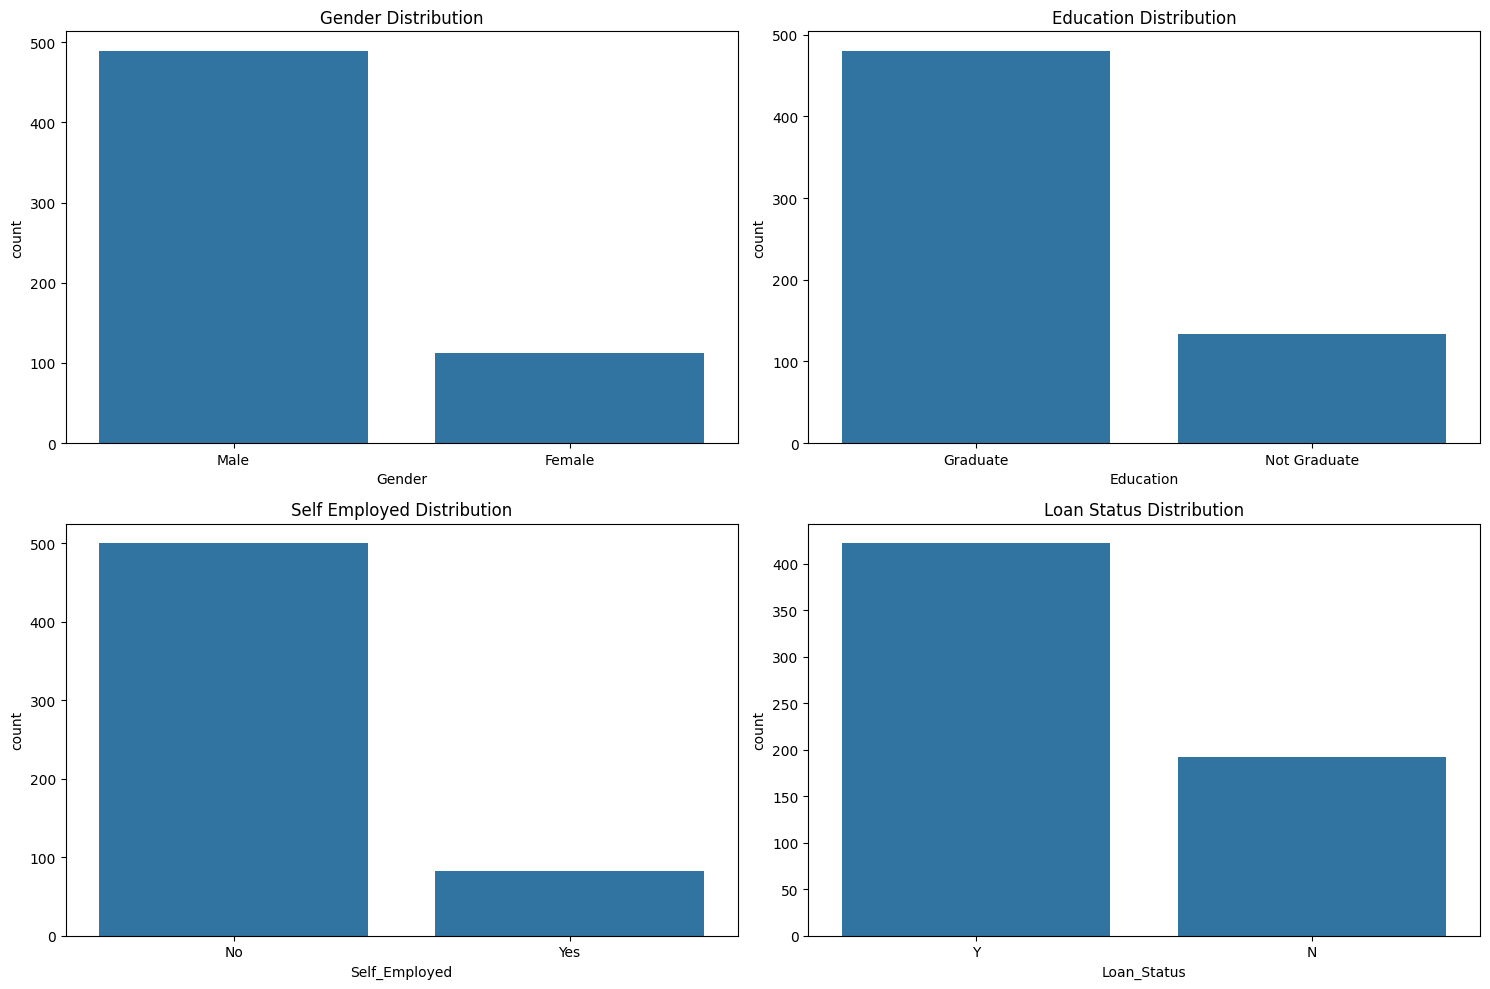 Gender Distribution
500
400
300
200
100
0
count
Male Female
Gender
Education Distribution
500
400
300
200
100
0
count
Graduate Not Graduate
Education
Self Employed Distribution
500
400
300
200
100
0
count
No Yes
Self_Employed
Loan Status Distribution
400
350
300
250
200
150
100
50
0
count
Y N
Loan_Status